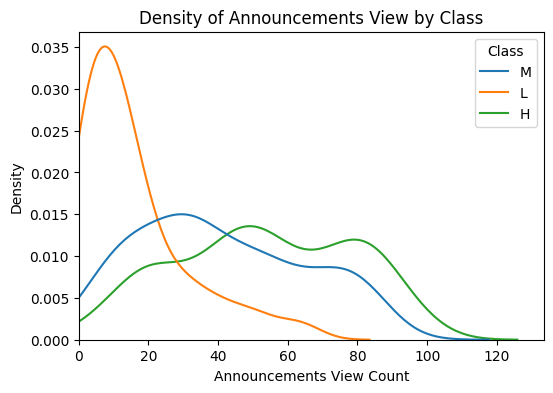 Density of Announcements View by Class
Class
M
L
H
Density
0.035
0.030
0.025
0.020
0.015
0.010
0.005
0.000
0 20 40 60 80 100 120
Announcements View Count